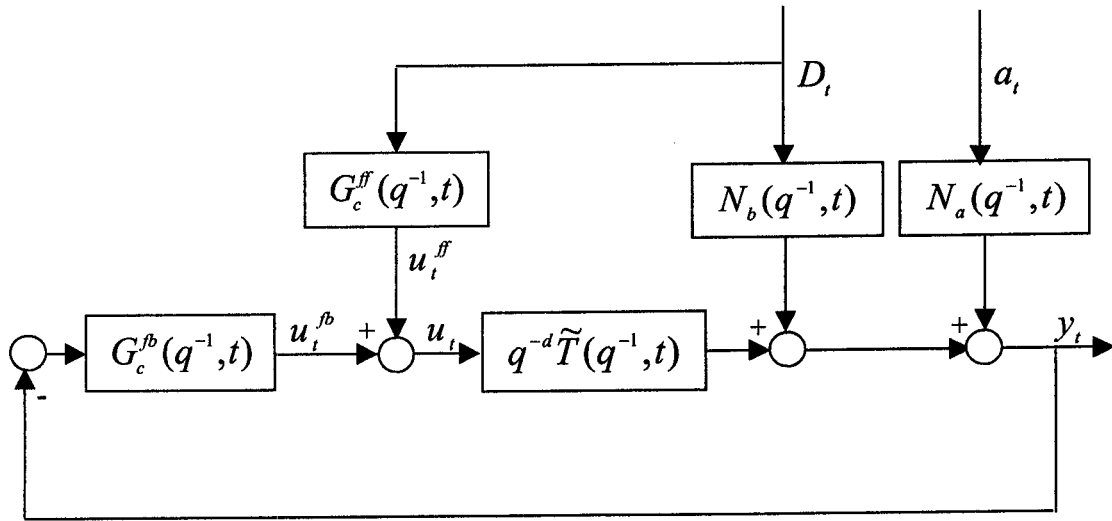 D_t
a_t
G_c^{ff}(q^{-1},t)
N_b(q^{-1},t)
N_a(q^{-1},t)
u_t^{ff}
G_c^{fb}(q^{-1},t)
u_t^{fb}
+
u_t
q^{-d}T̃(q^{-1},t)
+
+
y_t
-